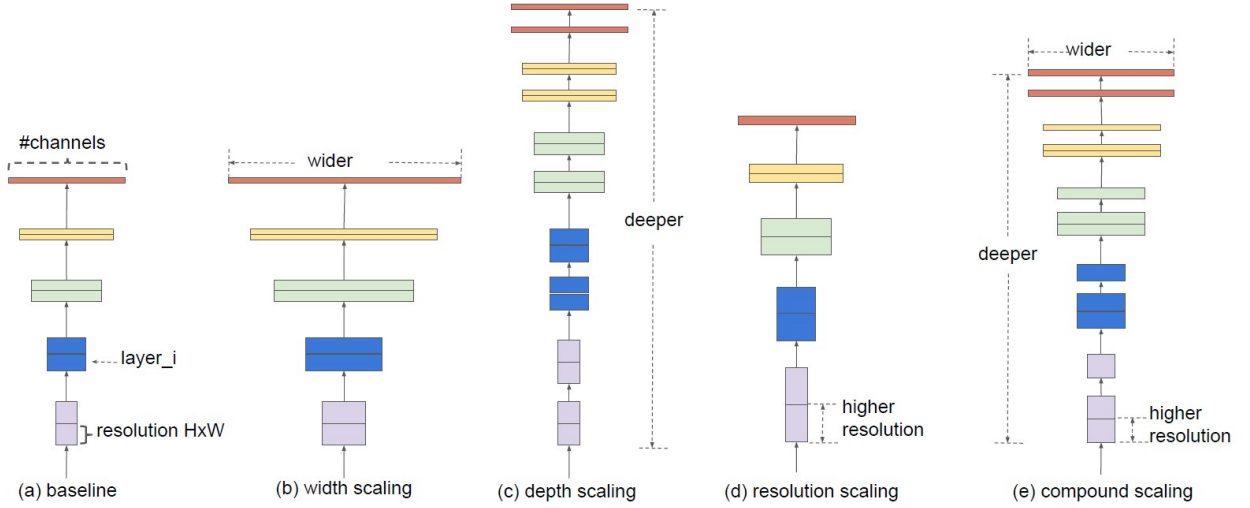 #channels
layer_i
resolution HxW
(a) baseline
wider
(b) width scaling
deeper
(c) depth scaling
higher
resolution
(d) resolution scaling
wider
deeper
higher
resolution
(e) compound scaling